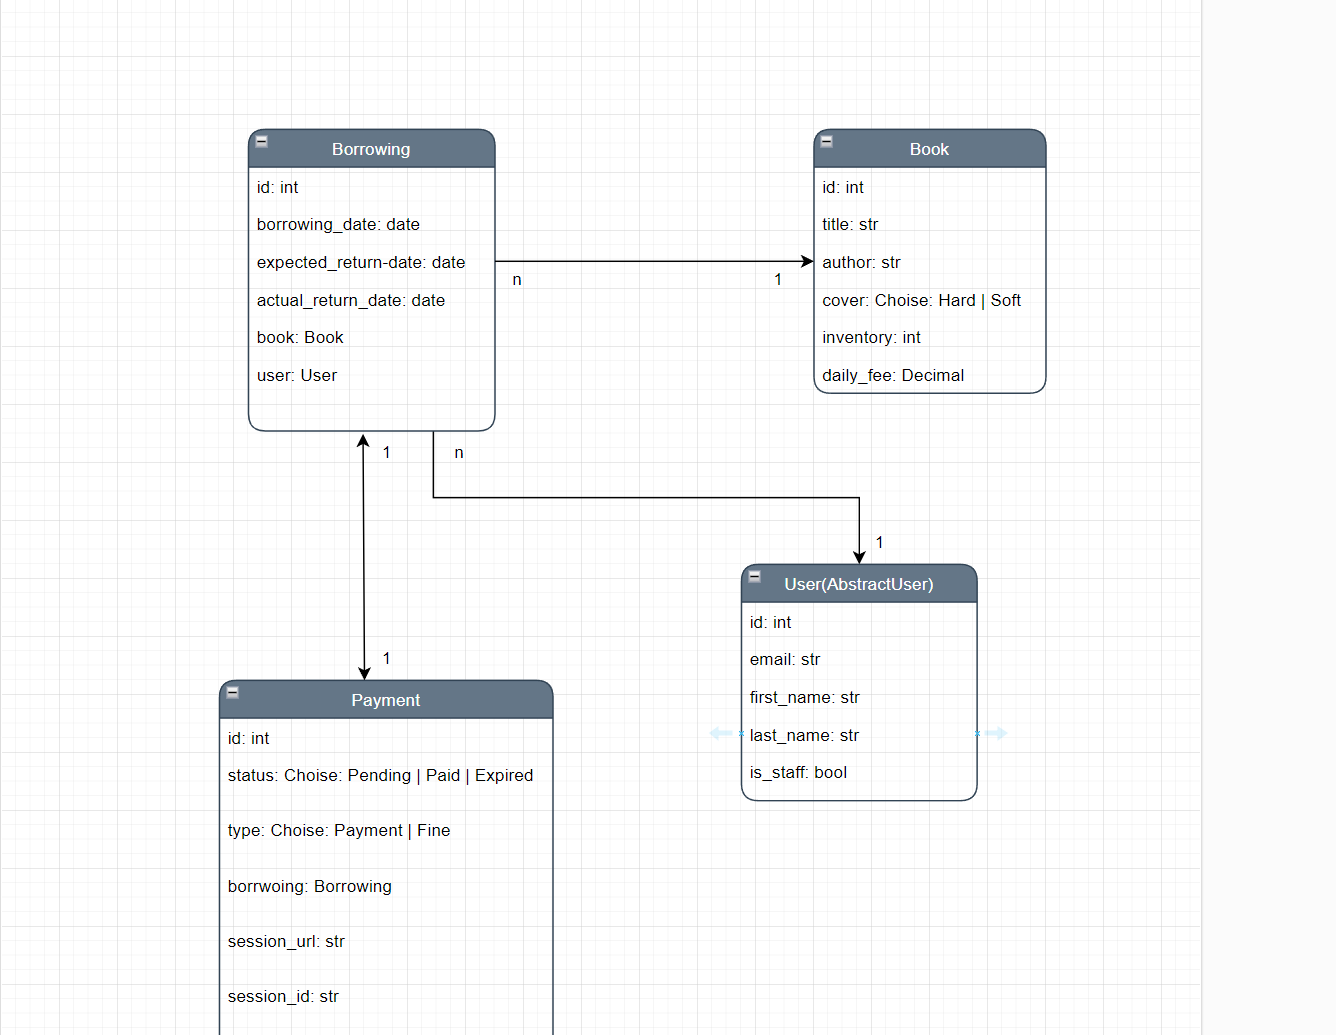 Borrowing
id: int
borrowing_date: date
expected_return-date: date
actual_return_date: date
book: Book
user: User
n
1
Book
id: int
title: str
author: str
cover: Choise: Hard | Soft
inventory: int
daily_fee: Decimal
1
n
1
1
User(AbstractUser)
id: int
email: str
first_name: str
last_name: str
is_staff: bool
Payment
id: int
status: Choise: Pending | Paid | Expired
type: Choise: Payment | Fine
borrwoing: Borrowing
session_url: str
session_id: str